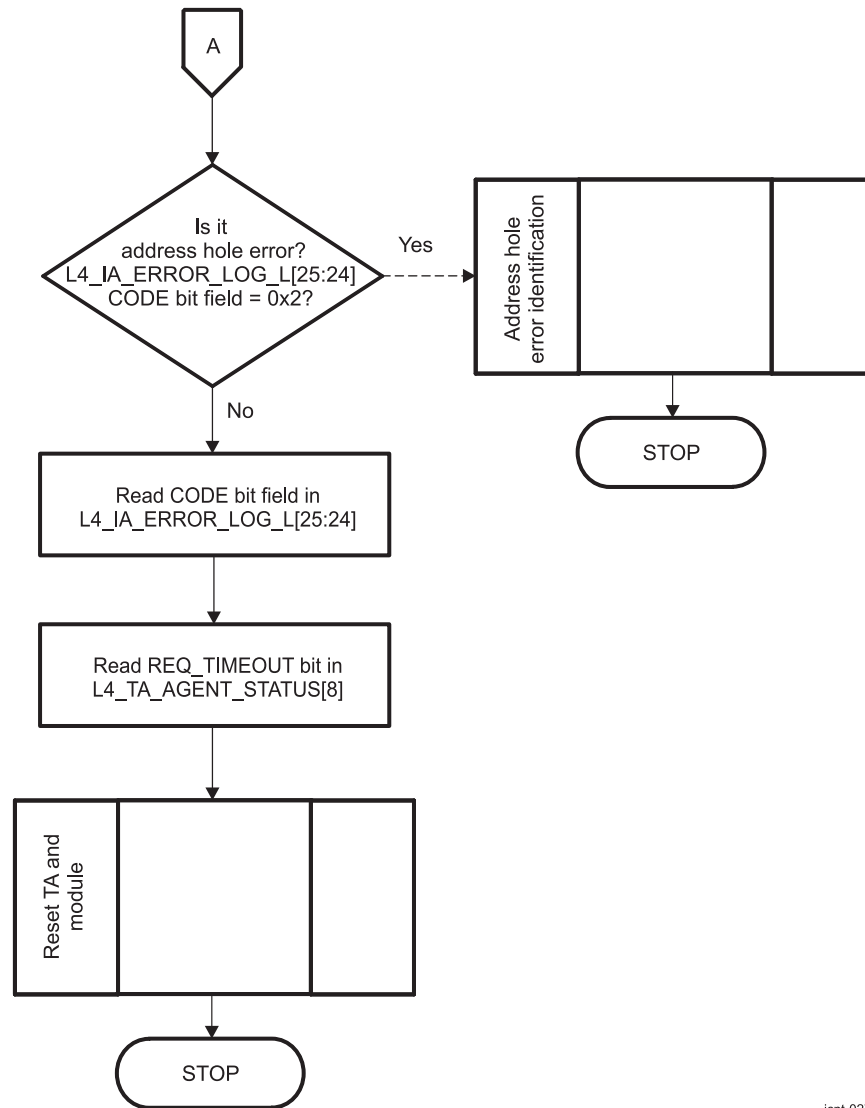 A
Is it
address hole error?
L4_IA_ERROR_LOG_L[25:24]
CODE bit field = 0x2?
Yes
Address hole
error identification
STOP
No
Read CODE bit field in
L4_IA_ERROR_LOG_L[25:24]
Read REQ_TIMEOUT bit in
L4_TA_AGENT_STATUS[8]
Reset TA and
module
STOP